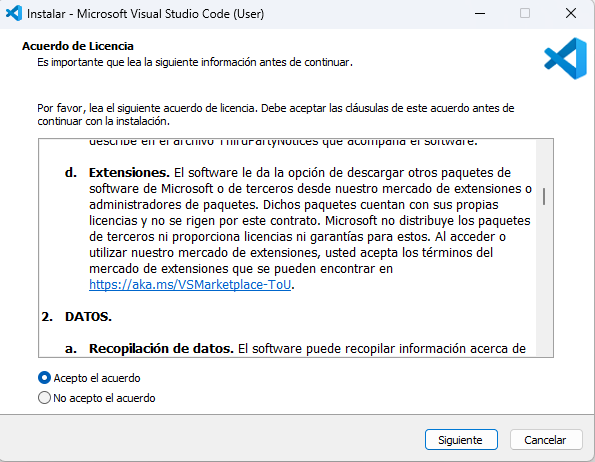 Instalar - Microsoft Visual Studio Code (User)
Acuerdo de Licencia
Es importante que lea la siguiente información antes de continuar.
Por favor, lea el siguiente acuerdo de licencia. Debe aceptar las cláusulas de este acuerdo antes de
continuar con la instalación.
describe en el archivo ThirdPartyNotices que acompaña el software.
d. Extensiones. El software le da la opción de descargar otros paquetes de
software de Microsoft o de terceros desde nuestro mercado de extensiones o
administradores de paquetes. Dichos paquetes cuentan con sus propias
licencias y no se rigen por este contrato. Microsoft no distribuye los paquetes
de terceros ni proporciona licencias ni garantías para estos. Al acceder o
utilizar nuestro mercado de extensiones, usted acepta los términos del
mercado de extensiones que se pueden encontrar en
https://aka.ms/VSMarketplace-ToU.
2. DATOS.
a. Recopilación de datos. El software puede recopilar información acerca de
Acepto el acuerdo
No acepto el acuerdo
Siguiente
Cancelar